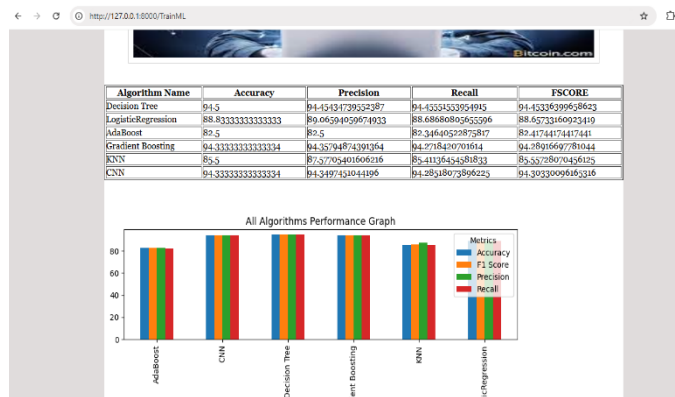 http://127.0.0.1:8000/TrainML
Bitcoin.com
Algorithm Name Accuracy Precision Recall FSCORE
Decision Tree 94.5 94.45434739552387 94.45551553954915 94.45336399658623
LogisticRegression 88.83333333333333 89.06594059674933 88.68680805655596 88.65733160923419
AdaBoost 82.5 82.5 82.34640522875817 82.41744174417441
Gradient Boosting 94.33333333333334 94.35794874391364 94.2718420701614 94.28916697781044
KNN 85.5 87.57705401606216 85.41136454581833 85.55728070456125
CNN 94.33333333333334 94.3497451044196 94.28518073896225 94.30330096165316
All Algorithms Performance Graph
Metrics
Accuracy
F1 Score
Precision
Recall
80
60
40
20
0
AdaBoost
CNN
Decision Tree
ent Boosting
KNN
icRegression